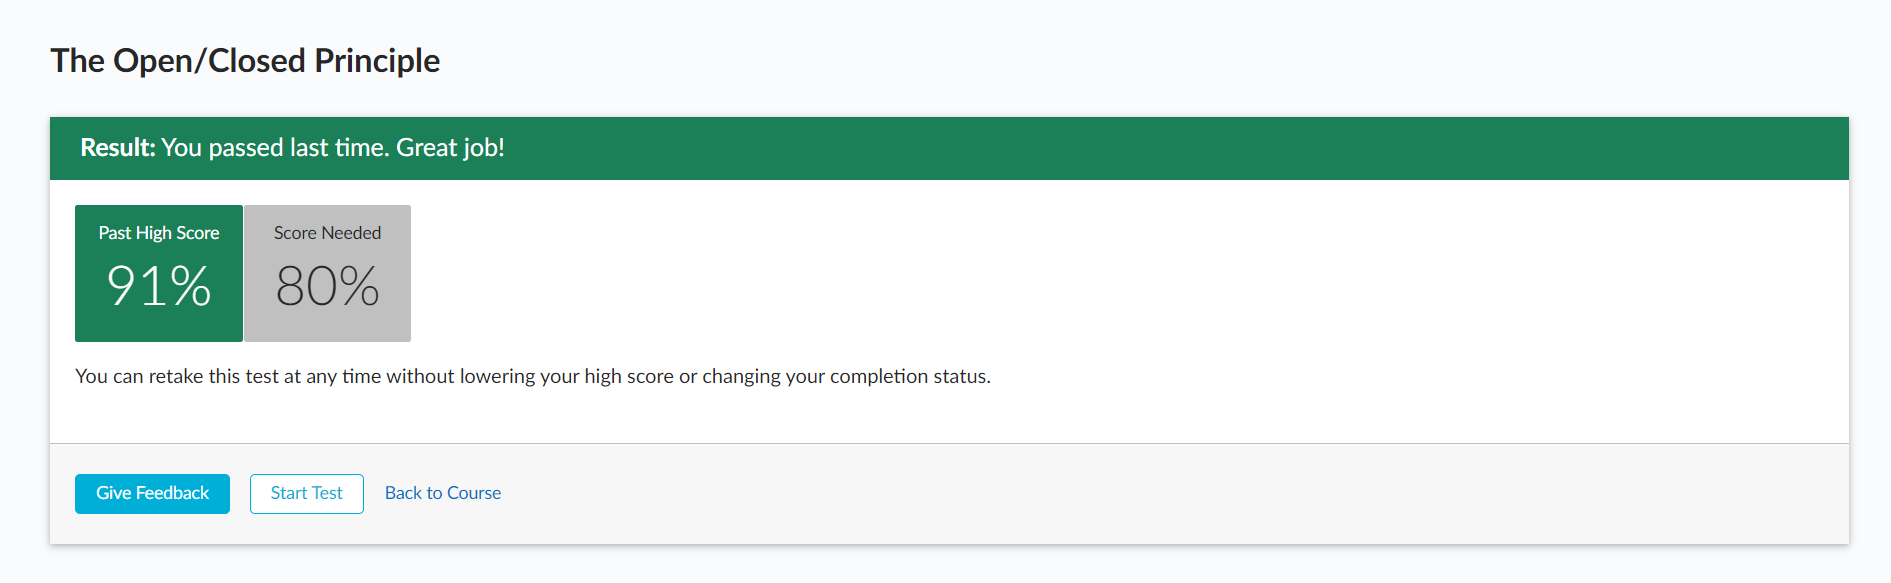 The Open/Closed Principle
Result: You passed last time. Great job!
Past High Score
91%
Score Needed
80%
You can retake this test at any time without lowering your high score or changing your completion status.
Give Feedback
Start Test
Back to Course